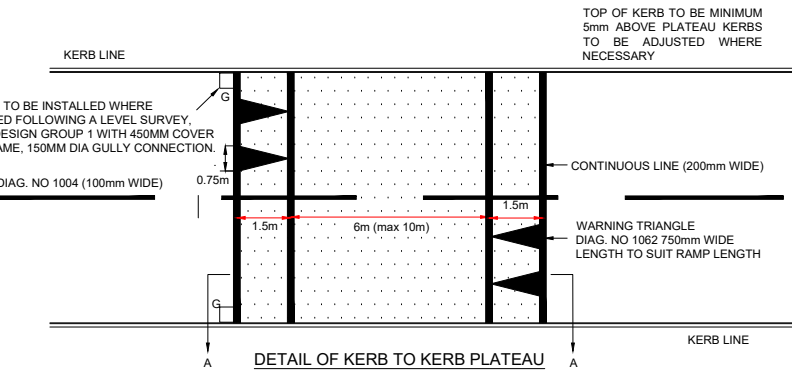 TOP OF KERB TO BE MINIMUM
5mm ABOVE PLATEAU KERBS
TO BE ADJUSTED WHERE
NECESSARY
KERB LINE
G
TO BE INSTALLED WHERE
ED FOLLOWING A LEVEL SURVEY,
DESIGN GROUP 1 WITH 450MM COVER
AME, 150MM DIA GULLY CONNECTION.
0.75m
DIAG. NO 1004 (100mm WIDE)
CONTINUOUS LINE (200mm WIDE)
1.5m
6m (max 10m)
1.5m
WARNING TRIANGLE
DIAG. NO 1062 750mm WIDE
LENGTH TO SUIT RAMP LENGTH
G
KERB LINE
A
DETAIL OF KERB TO KERB PLATEAU
A